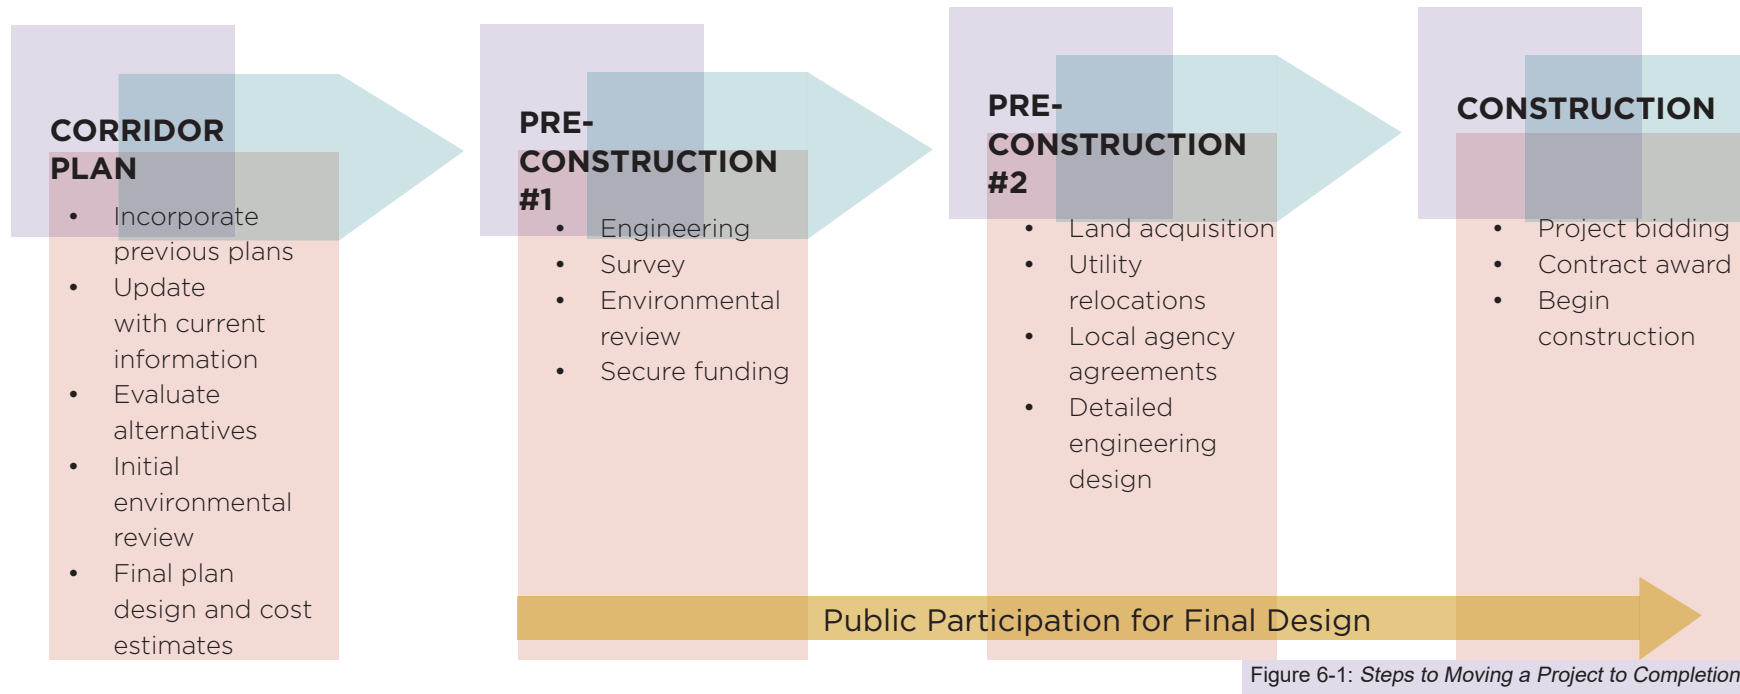 CORRIDOR
PLAN
• Incorporate
previous plans
• Update
with current
information
• Evaluate
alternatives
• Initial
environmental
review
• Final plan
design and cost
estimates
PRE-
CONSTRUCTION
#1
• Engineering
• Survey
• Environmental
review
• Secure funding
PRE-
CONSTRUCTION
#2
• Land acquisition
• Utility
relocations
• Local agency
agreements
• Detailed
engineering
design
CONSTRUCTION
• Project bidding
• Contract award
• Begin
construction
Public Participation for Final Design
Figure 6-1: Steps to Moving a Project to Completion